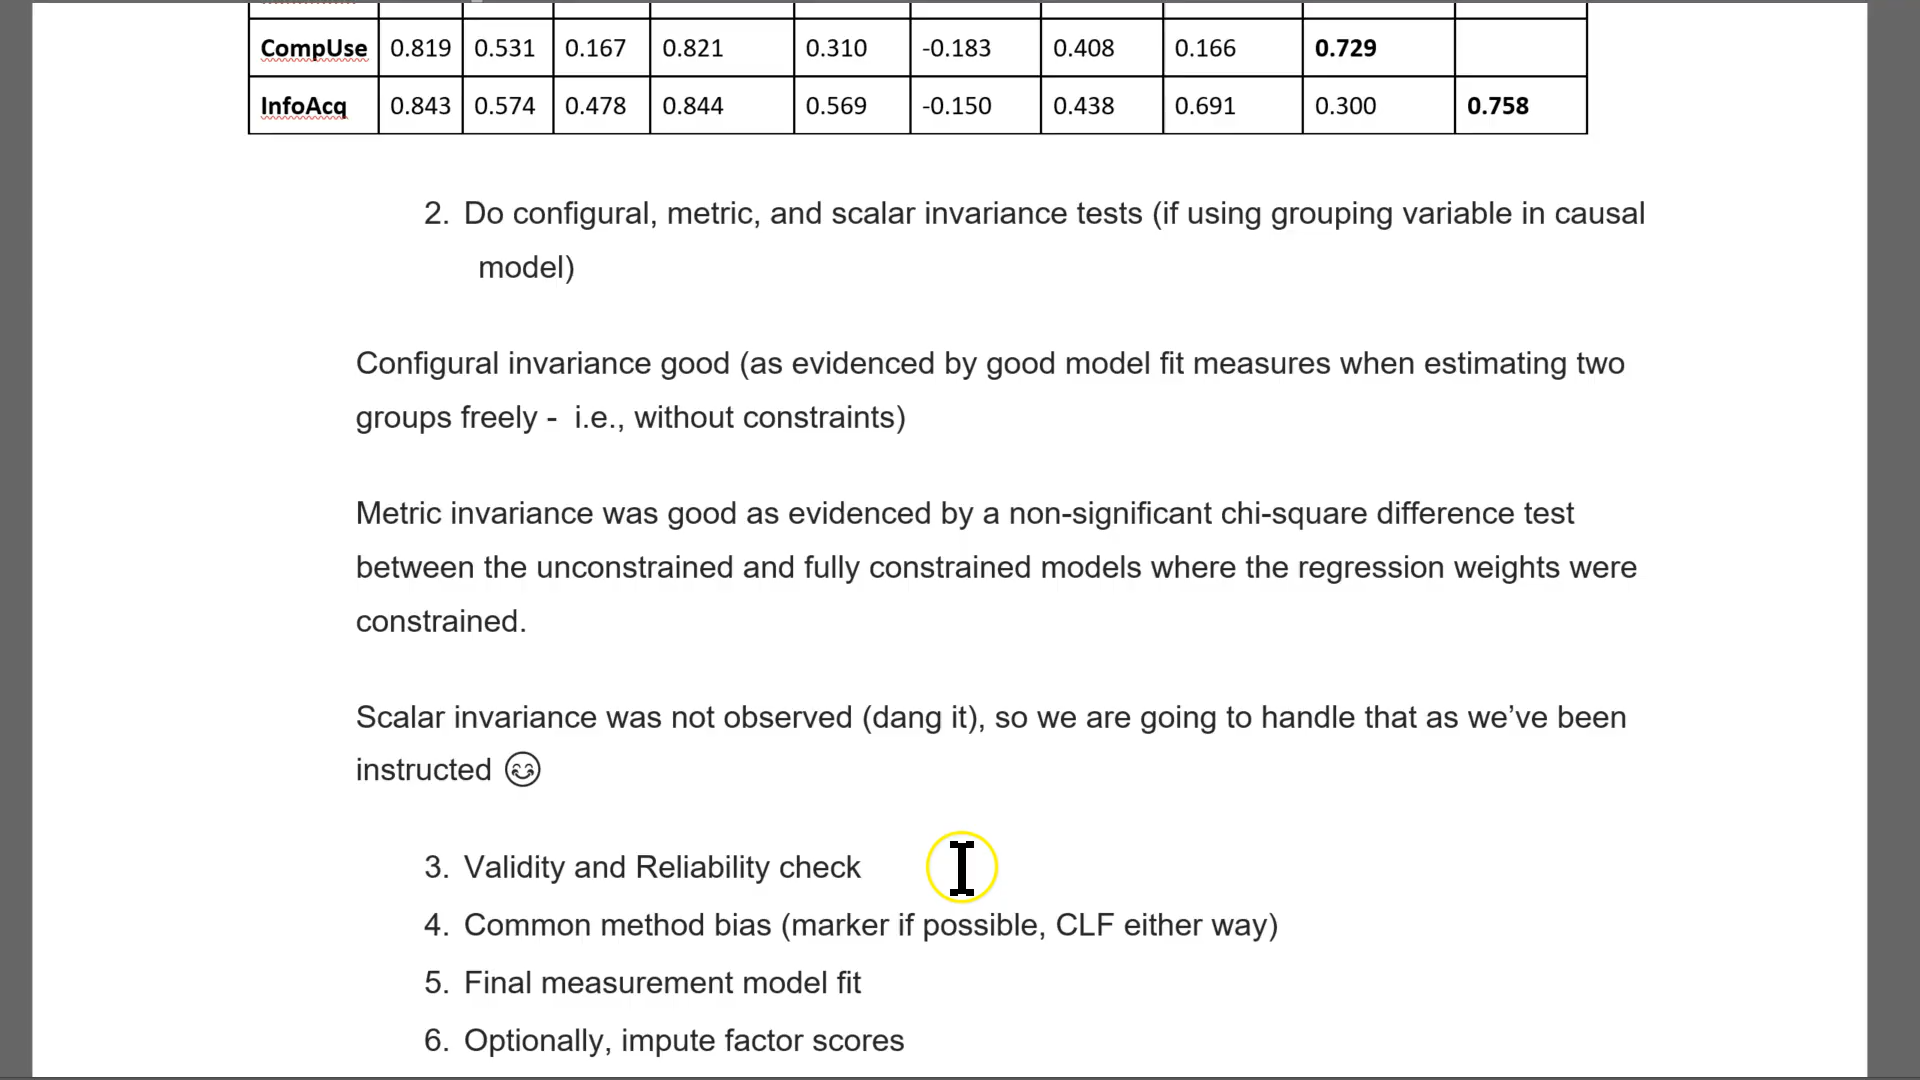 CompUse 0.819 0.531 0.167 0.821 0.310 -0.183 0.408 0.166 0.729
InfoAcq 0.843 0.574 0.478 0.844 0.569 -0.150 0.438 0.691 0.300 0.758
2. Do configural, metric, and scalar invariance tests (if using grouping variable in causal
model)
Configural invariance good (as evidenced by good model fit measures when estimating two
groups freely - i.e., without constraints)
Metric invariance was good as evidenced by a non-significant chi-square difference test
between the unconstrained and fully constrained models where the regression weights were
constrained.
Scalar invariance was not observed (dang it), so we are going to handle that as we’ve been
instructed 😊
3. Validity and Reliability check
4. Common method bias (marker if possible, CLF either way)
5. Final measurement model fit
6. Optionally, impute factor scores